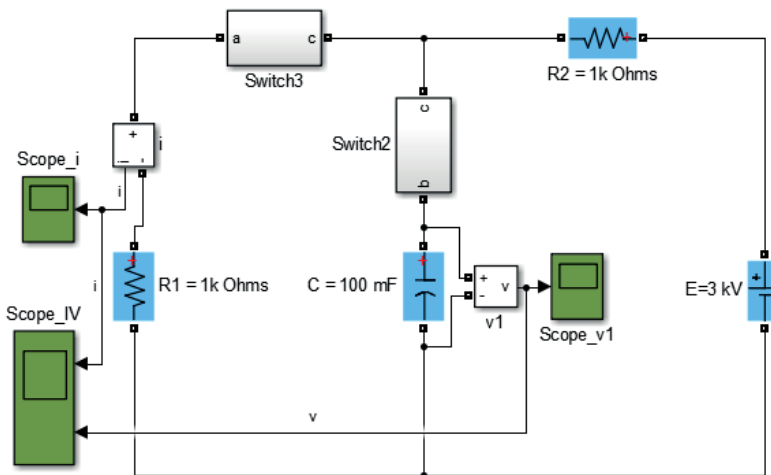 a
c
Switch3
R2 = 1k Ohms
c
Switch2
b
+
-
i
i
Scope_i
i
i
R1 = 1k Ohms
C = 100 mF
+
-
v
v1
Scope_v1
+
E=3 kV
Scope_IV
v